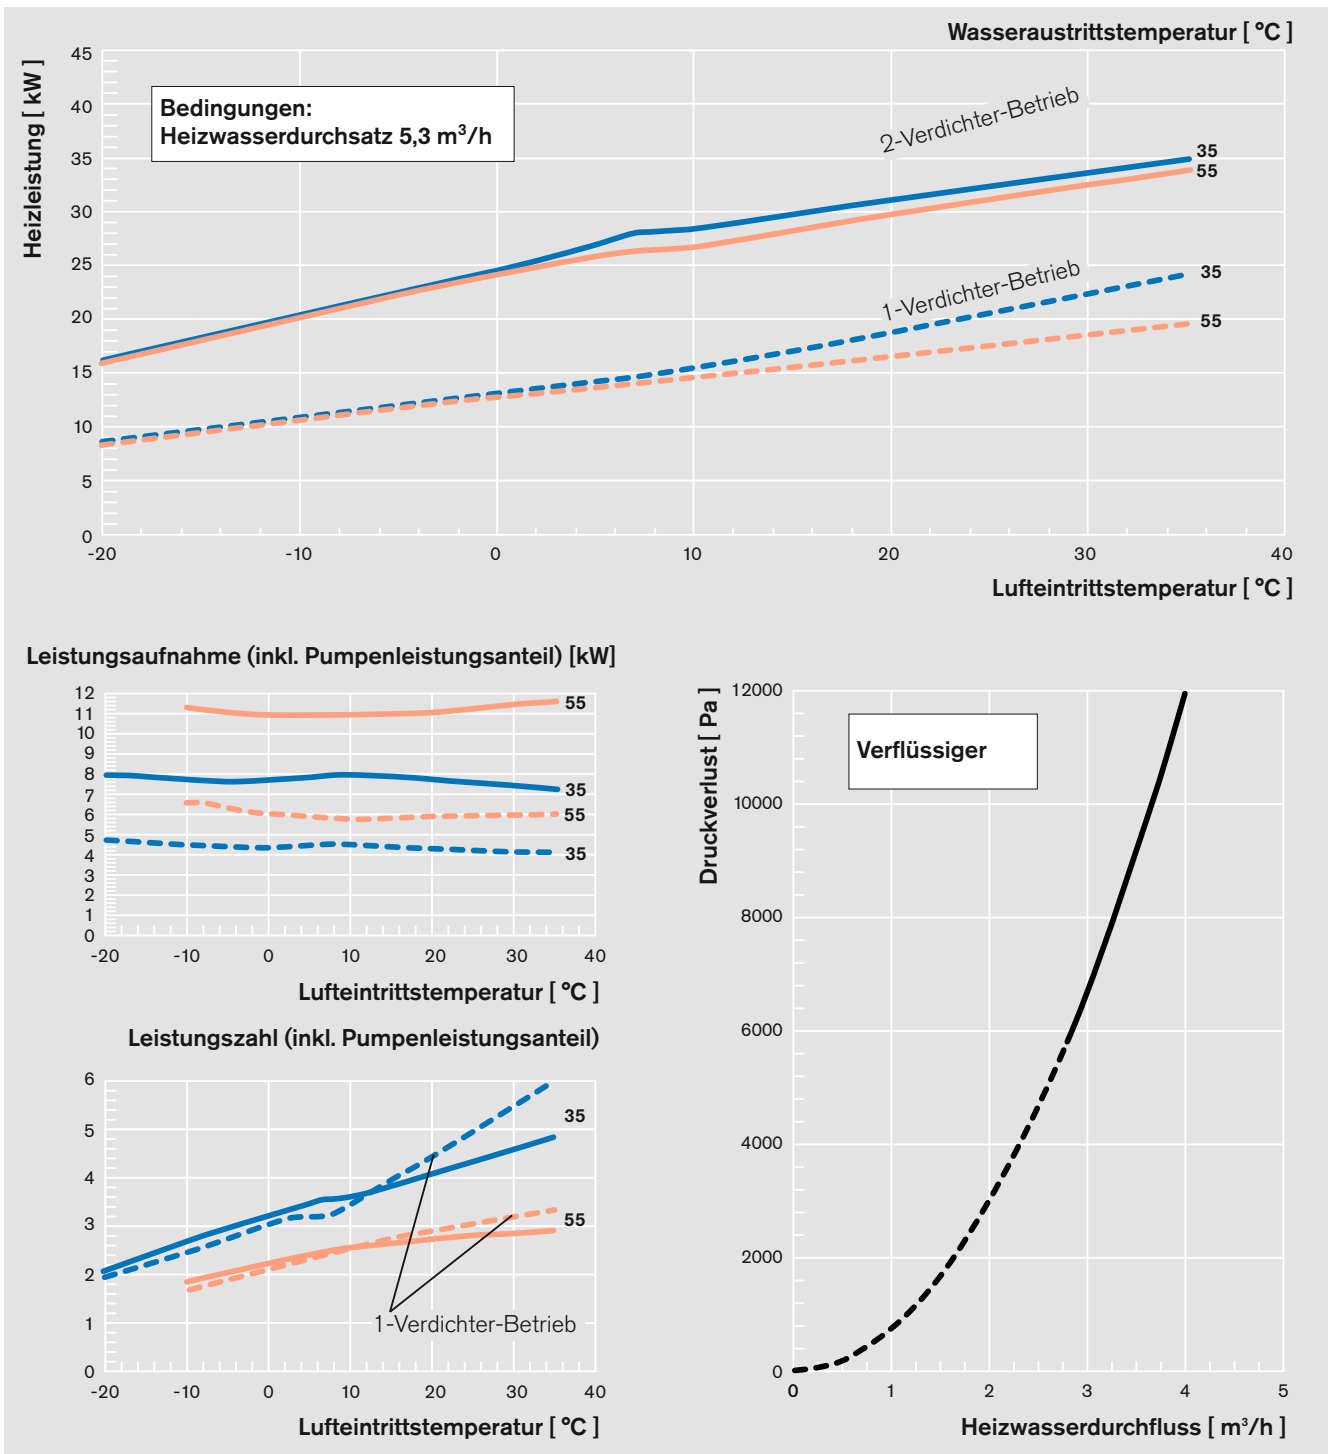 Wasseraustrittstemperatur [ °C ]
Heizleistung [ kW ]
45
40
35
30
25
20
15
10
5
0
Bedingungen:
Heizwasserdurchsatz 5,3 m³/h
2-Verdichter-Betrieb
35
55
1-Verdichter-Betrieb
35
55
-20 -10 0 10 20 30 40
Lufteintrittstemperatur [ °C ]
Leistungsaufnahme (inkl. Pumpenleistungsanteil) [kW]
12
11
10
9
8
7
6
5
4
3
2
1
0
55
35
55
35
-20 -10 0 10 20 30 40
Lufteintrittstemperatur [ °C ]
Leistungszahl (inkl. Pumpenleistungsanteil)
6
5
4
3
2
1
0
35
55
1-Verdichter-Betrieb
-20 -10 0 10 20 30 40
Lufteintrittstemperatur [ °C ]
Druckverlust [ Pa ]
12000
10000
8000
6000
4000
2000
0
Verflüssiger
0 1 2 3 4 5
Heizwasserdurchfluss [ m³/h ]